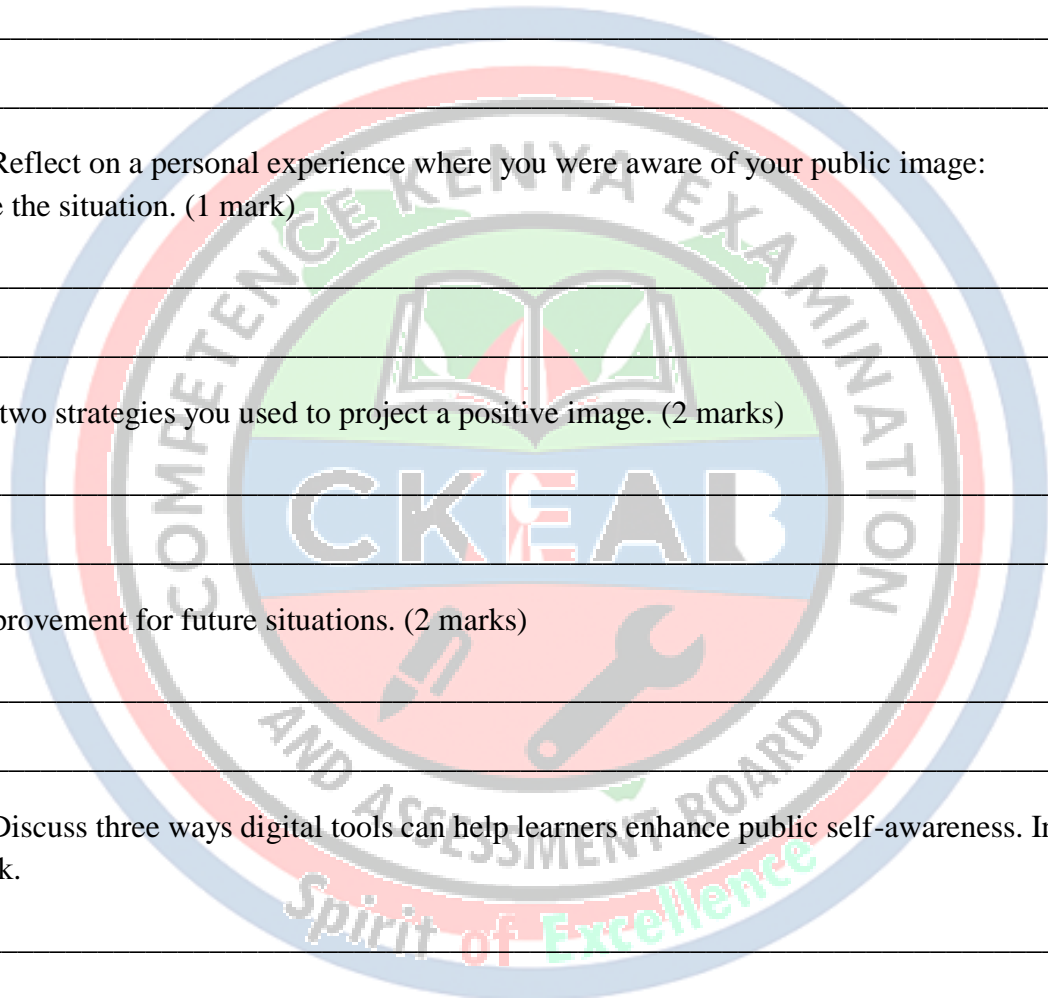 Reflect on a personal experience where you were aware of your public image:
e the situation. (1 mark)
two strategies you used to project a positive image. (2 marks)
provement for future situations. (2 marks)
Discuss three ways digital tools can help learners enhance public self-awareness. In
k.
COMPETENCE KENYA EXAMINATION
CKEAB
AND ASSESSMENT BOARD
Spirit of Excellence